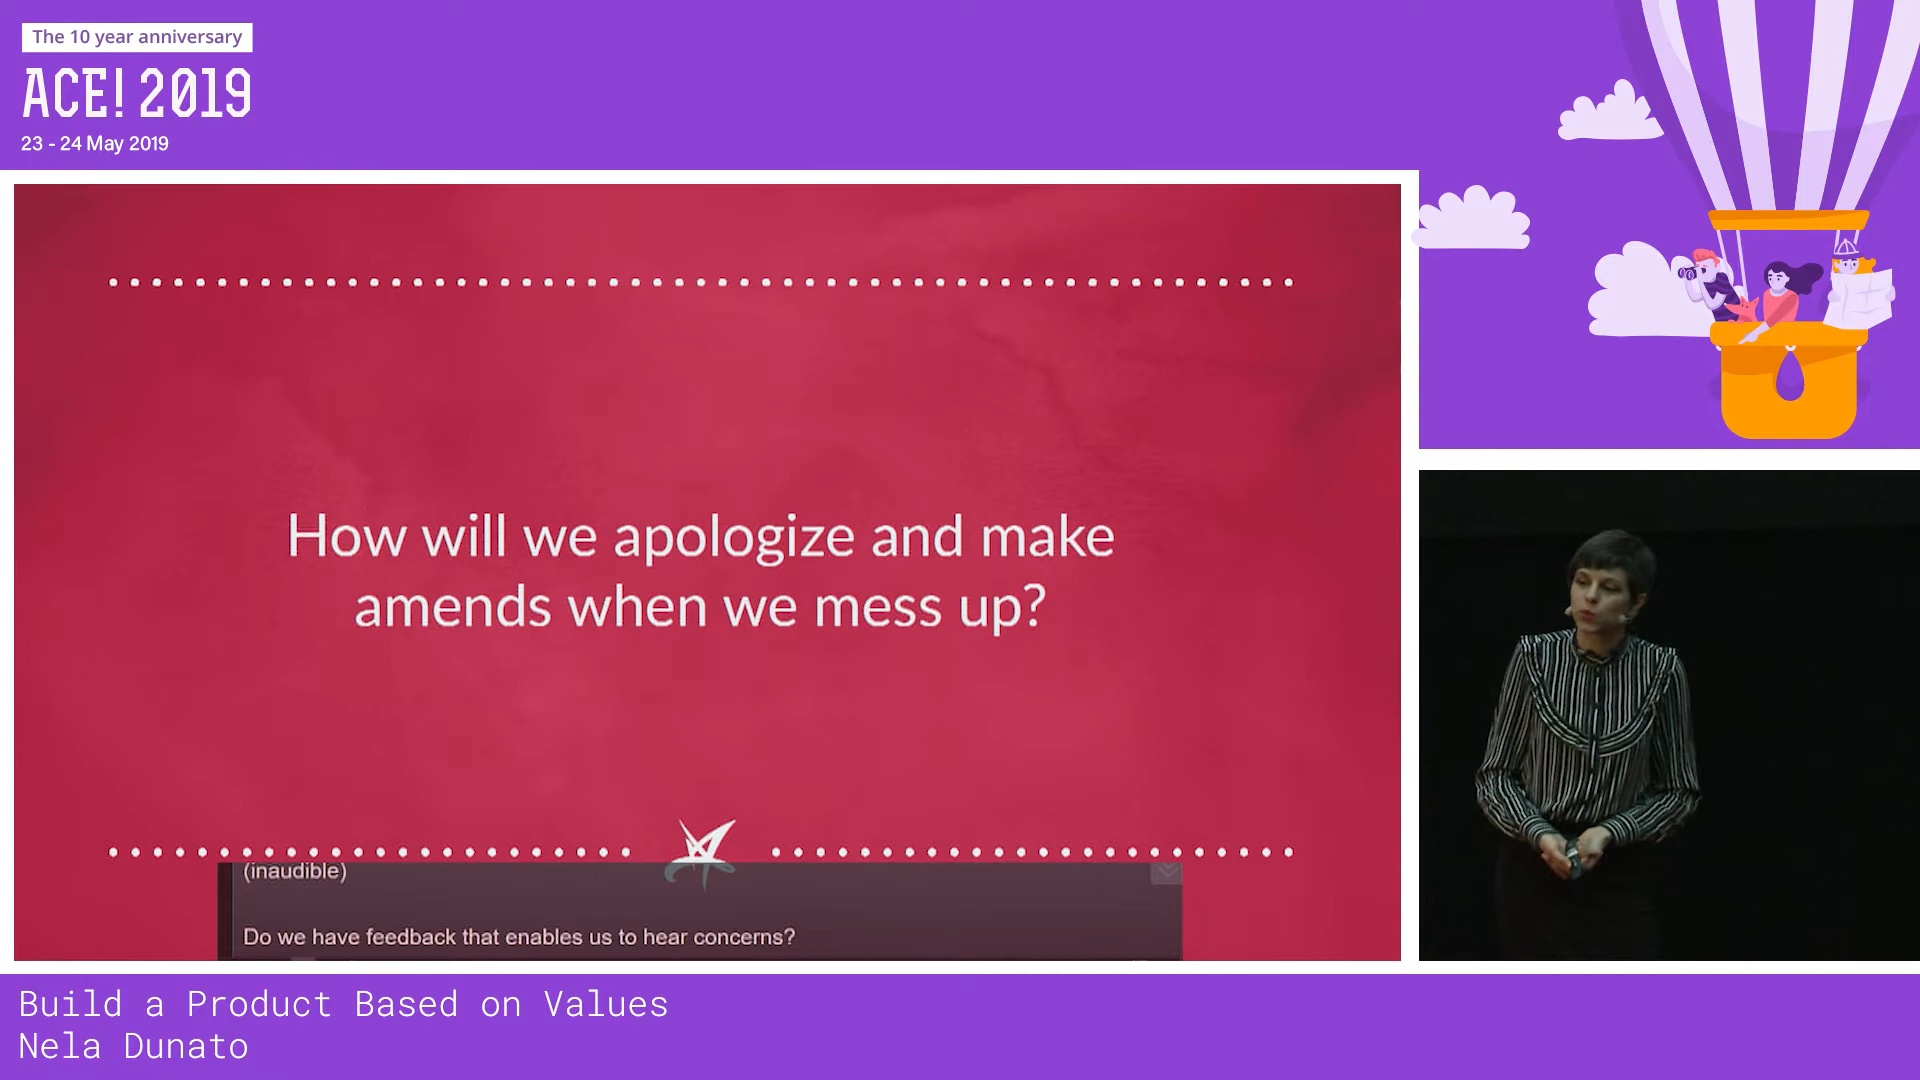 The 10 year anniversary
ACE! 2019
23 - 24 May 2019
How will we apologize and make
amends when we mess up?
(inaudible)
Do we have feedback that enables us to hear concerns?
Build a Product Based on Values
Nela Dunato